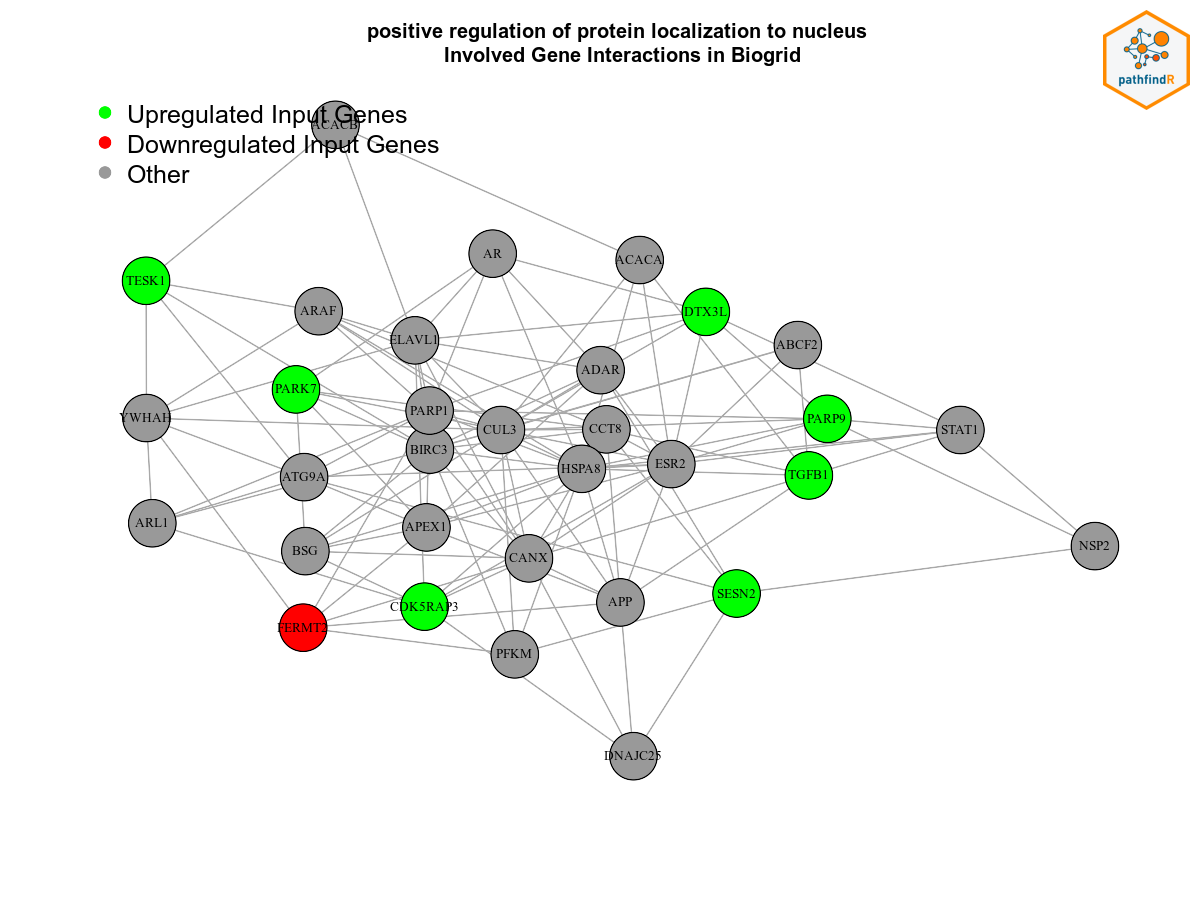 positive regulation of protein localization to nucleus
Involved Gene Interactions in Biogrid
pathfindR
Upregulated Input Genes
Downregulated Input Genes
Other
ACACB
AR
ACACA
TESK1
ARAF
DTX3L
ELAVL1
ABCF2
ADAR
PARK7
PARP1
YWHAH
CUL3
CCT8
PARP9
STAT1
BIRC3
HSPA8
ESR2
ATG9A
TGFB1
ARL1
APEX1
BSG
CANX
NSP2
CDK5RAP3
APP
SESN2
FERMT2
PFKM
DNAJC25